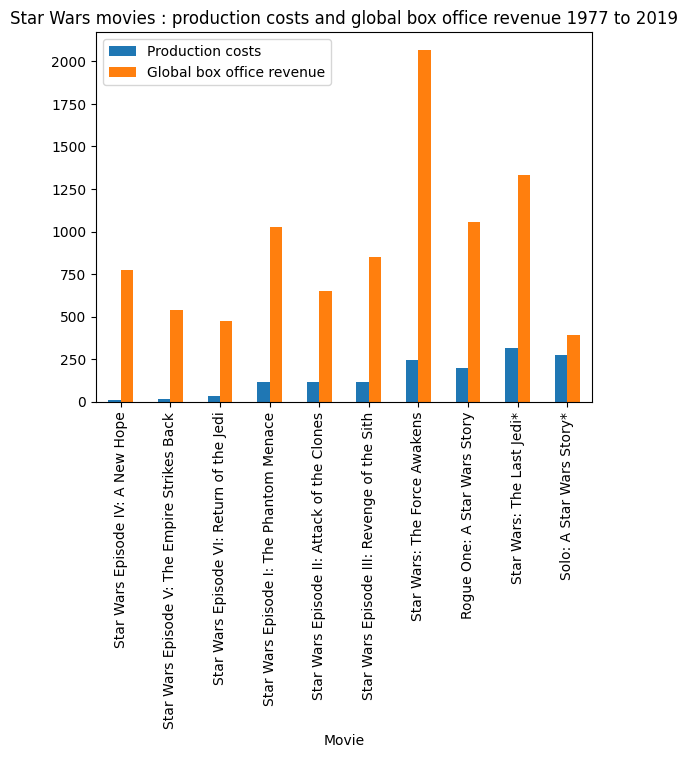 Star Wars movies : production costs and global box office revenue 1977 to 2019
Production costs
Global box office revenue
2000
1750
1500
1250
1000
750
500
250
0
Star Wars Episode IV: A New Hope
Star Wars Episode V: The Empire Strikes Back
Star Wars Episode VI: Return of the Jedi
Star Wars Episode I: The Phantom Menace
Star Wars Episode II: Attack of the Clones
Star Wars Episode III: Revenge of the Sith
Star Wars: The Force Awakens
Rogue One: A Star Wars Story
Star Wars: The Last Jedi*
Solo: A Star Wars Story*
Movie